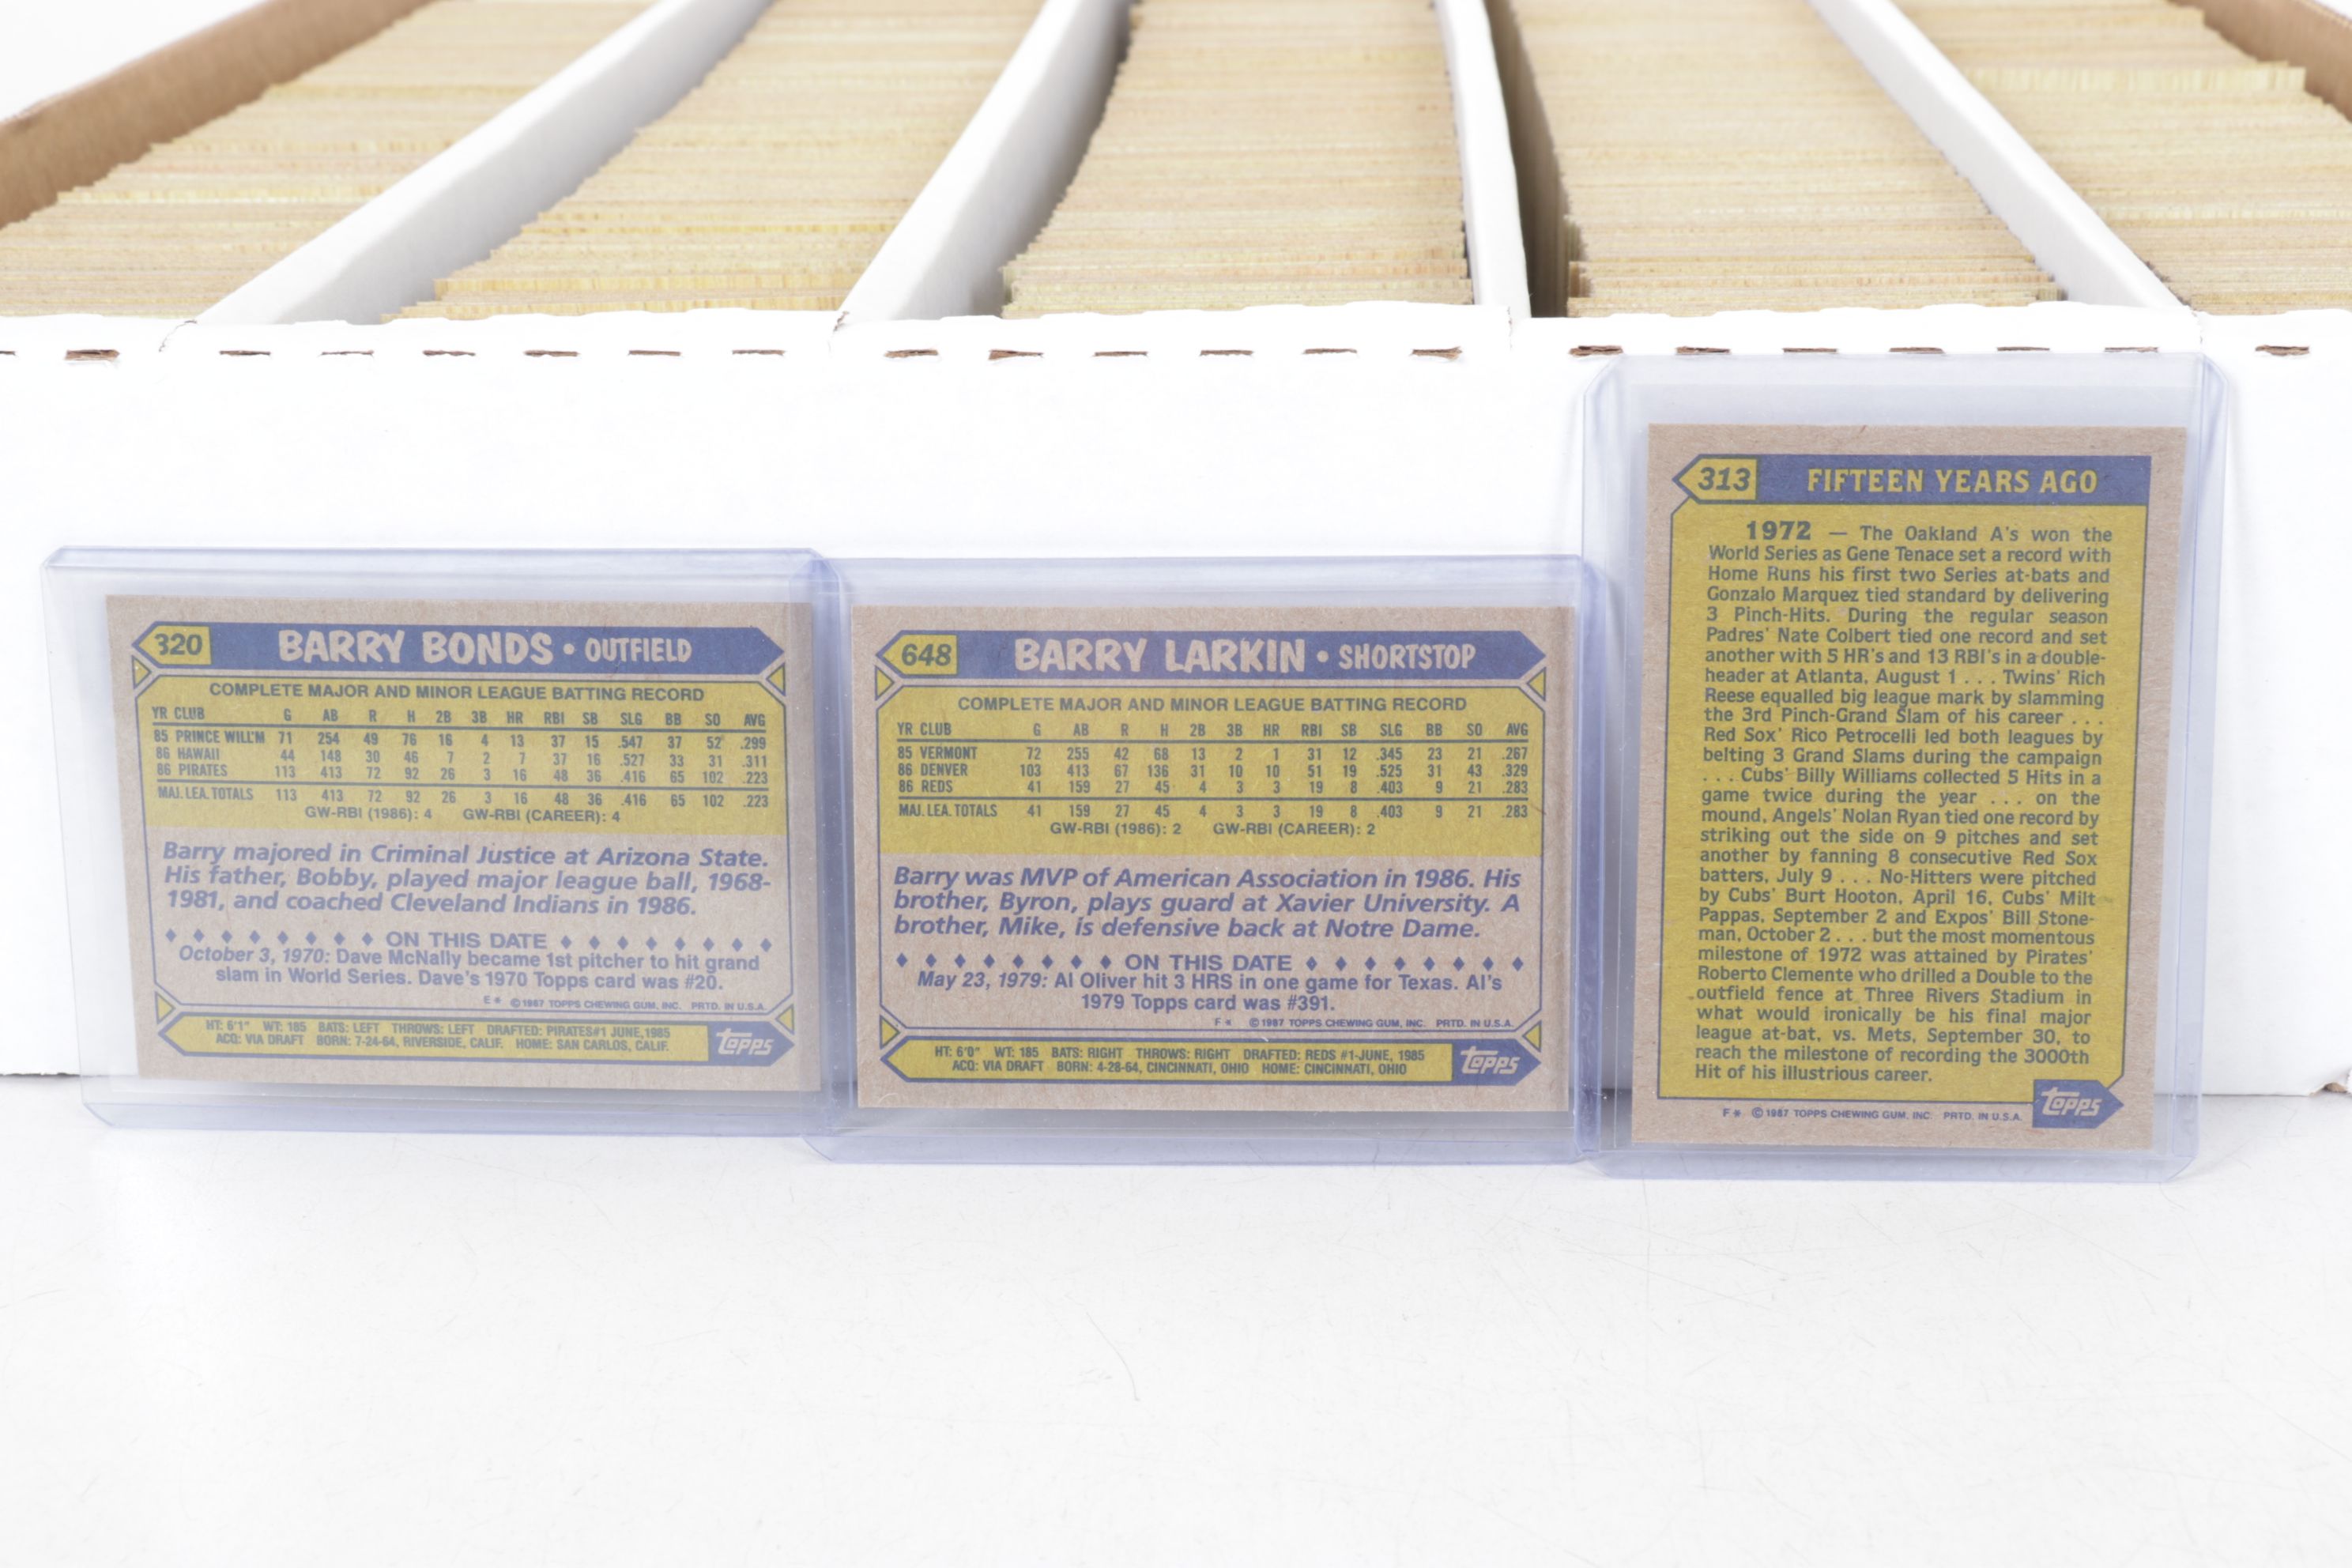 320 BARRY BONDS • OUTFIELD
COMPLETE MAJOR AND MINOR LEAGUE BATTING RECORD
YR CLUB G AB R H 2B 3B HR RBI SB SLG BB SO AVG
85 PRINCE WILL'M 71 254 49 76 16 4 13 37 15 .547 37 52 .299
86 HAWAII 44 148 30 46 7 2 7 37 16 .527 33 31 .311
86 PIRATES 113 413 72 92 26 3 16 48 36 .416 65 102 .223
MAJ. LEA. TOTALS 113 413 72 92 26 3 16 48 36 .416 65 102 .223
GW-RBI (1986): 4 GW-RBI (CAREER): 4
Barry majored in Criminal Justice at Arizona State.
His father, Bobby, played major league ball, 1968-
1981, and coached Cleveland Indians in 1986.
ON THIS DATE
October 3, 1970: Dave McNally became 1st pitcher to hit grand
slam in World Series. Dave's 1970 Topps card was #20.
E* © 1987 TOPPS CHEWING GUM, INC. PRTD. IN U.S.A.
HT: 6'1" WT: 185 BATS: LEFT THROWS: LEFT DRAFTED: PIRATES#1 JUNE, 1985
ACQ: VIA DRAFT BORN: 7-24-64, RIVERSIDE, CALIF. HOME: SAN CARLOS, CALIF.
topps
648 BARRY LARKIN • SHORTSTOP
COMPLETE MAJOR AND MINOR LEAGUE BATTING RECORD
YR CLUB G AB R H 2B 3B HR RBI SB SLG BB SO AVG
85 VERMONT 72 255 42 68 13 2 1 31 12 .345 23 21 .267
86 DENVER 103 413 67 136 31 10 10 51 19 .525 31 43 .329
86 REDS 41 159 27 45 4 3 3 19 8 .403 9 21 .283
MAJ. LEA. TOTALS 41 159 27 45 4 3 3 19 8 .403 9 21 .283
GW-RBI (1986): 2 GW-RBI (CAREER): 2
Barry was MVP of American Association in 1986. His
brother, Byron, plays guard at Xavier University. A
brother, Mike, is defensive back at Notre Dame.
ON THIS DATE
May 23, 1979: Al Oliver hit 3 HRS in one game for Texas. Al's
1979 Topps card was #391.
F* © 1987 TOPPS CHEWING GUM, INC. PRTD. IN U.S.A.
HT: 6'0" WT: 185 BATS: RIGHT THROWS: RIGHT DRAFTED: REDS #1-JUNE, 1985
ACQ: VIA DRAFT BORN: 4-28-64, CINCINNATI, OHIO HOME: CINCINNATI, OHIO
topps
313 FIFTEEN YEARS AGO
1972 — The Oakland A's won the
World Series as Gene Tenace set a record with
Home Runs his first two Series at-bats and
Gonzalo Marquez tied standard by delivering
3 Pinch-Hits. During the regular season
Padres' Nate Colbert tied one record and set
another with 5 HR's and 13 RBI's in a double-
header at Atlanta, August 1 . . . Twins' Rich
Reese equalled big league mark by slamming
the 3rd Pinch-Grand Slam of his career . . .
Red Sox' Rico Petrocelli led both leagues by
belting 3 Grand Slams during the campaign
. . . Cubs' Billy Williams collected 5 Hits in a
game twice during the year . . . on the
mound, Angels' Nolan Ryan tied one record by
striking out the side on 9 pitches and set
another by fanning 8 consecutive Red Sox
batters, July 9 . . . No-Hitters were pitched
by Cubs' Burt Hooton, April 16, Cubs' Milt
Pappas, September 2 and Expos' Bill Stone-
man, October 2 . . . but the most momentous
milestone of 1972 was attained by Pirates'
Roberto Clemente who drilled a Double to the
outfield fence at Three Rivers Stadium in
what would ironically be his final major
league at-bat, vs. Mets, September 30, to
reach the milestone of recording the 3000th
Hit of his illustrious career.
F* © 1987 TOPPS CHEWING GUM, INC PRTD. IN U.S.A.
topps